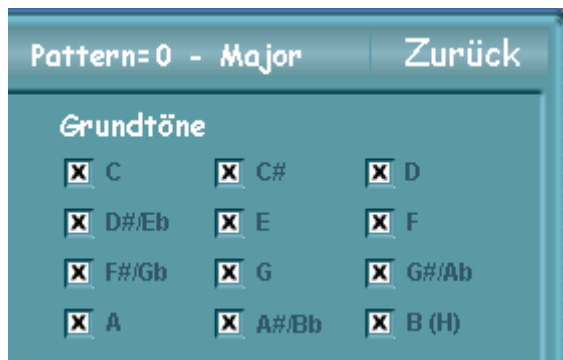 Pattern=0 - Major Zurück
Grundtöne
C C# D
D#/Eb E F
F#/Gb G G#/Ab
A A#/Bb B (H)